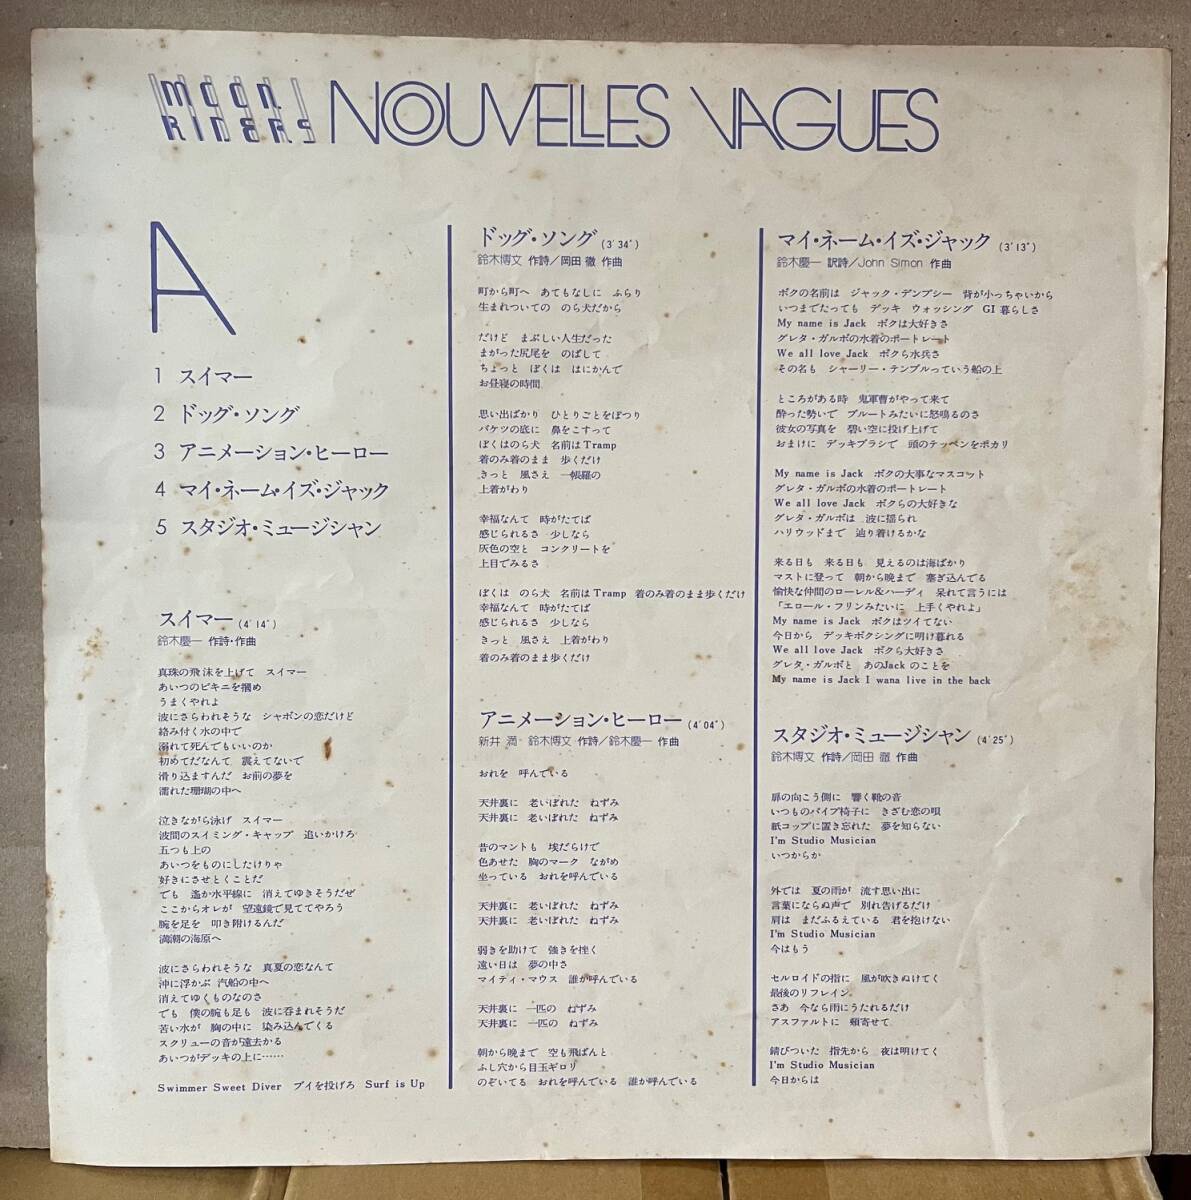 moon
RIDERS
NOUVELLES VAGUES
A
1 スイマー
2 ドッグ・ソング
3 アニメーション・ヒーロー
4 マイ・ネーム・イズ・ジャック
5 スタジオ・ミュージシャン
スイマー(4′14″)
鈴木慶一 作詩・作曲
真珠の飛沫を上げて スイマー
あいつのビキニを摑め
うまくやれよ
波にさらわれそうな シャボンの恋だけど
絡み付く水の中で
溺れて死んでもいいのか
初めてだなんて 震えてないで
滑り込ますんだ お前の夢を
濡れた珊瑚の中へ
泣きながら泳げ スイマー
波間のスイミング・キャップ 追いかけろ
五つも上の
あいつをものにしたけりゃ
好きにさせとくことだ
でも 遙か水平線に 消えてゆきそうだぜ
ここからオレが 望遠鏡で見ててやろう
腕を足を 叩き附けるんだ
満潮の海原へ
波にさらわれそうな 真夏の恋なんて
沖に浮かぶ 汽船の中へ
消えてゆくものなのさ
でも 僕の腕も足も 波に呑まれそうだ
苦い水が 胸の中に 染み込んでくる
スクリューの音が遠去かる
あいつがデッキの上に……
Swimmer Sweet Diver ブイを投げろ Surf is Up
ドッグ・ソング(3′34″)
鈴木博文 作詩/岡田 徹 作曲
町から町へ あてもなしに ふらり
生まれついての のら犬だから
だけど まぶしい人生だった
まがった尻尾を のばして
ちょっと ぼくは はにかんで
お昼寝の時間
思い出ばかり ひとりごとをぽつり
バケツの底に 鼻をこすって
ぼくはのら犬 名前はTramp
着のみ着のまま 歩くだけ
きっと 風さえ 一帳羅の
上着がわり
幸福なんて 時がたてば
感じられるさ 少しなら
灰色の空と コンクリートを
上目でみるさ
ぼくは のら犬 名前はTramp 着のみ着のまま歩くだけ
幸福なんて 時がたてば
感じられるさ 少しなら
きっと 風さえ 上着がわり
着のみ着のまま歩くだけ
アニメーション・ヒーロー(4′04″)
新井 満 鈴木博文 作詩/鈴木慶一 作曲
おれを 呼んでいる
天井裏に 老いぼれた ねずみ
天井裏に 老いぼれた ねずみ
昔のマントも 埃だらけで
色あせた 胸のマーク ながめ
坐っている おれを呼んでいる
天井裏に 老いぼれた ねずみ
天井裏に 老いぼれた ねずみ
弱きを助けて 強きを挫く
遠い日は 夢の中さ
マイティ・マウス 誰が呼んでいる
天井裏に 一匹の ねずみ
天井裏に 一匹の ねずみ
朝から晩まで 空も飛ばんと
ふし穴から目玉ギロリ
のぞいてる おれを呼んでいる 誰が呼んでいる
マイ・ネーム・イズ・ジャック(3′13″)
鈴木慶一 訳詩/John Simon 作曲
ボクの名前は ジャック・デンプシー 背が小っちゃいから
いつまでたっても デッキ ウォッシング GI暮らしさ
My name is Jack ボクは大好きさ
グレタ・ガルボの水着のポートレート
We all love Jack ボクら水兵さ
その名も シャーリー・テンプルっていう船の上
ところがある時 鬼軍曹がやって来て
酔った勢いで ブルートみたいに怒鳴るのさ
彼女の写真を 碧い空に投げ上げて
おまけに デッキブラシで 頭のテッペンをポカリ
My name is Jack ボクの大事なマスコット
グレタ・ガルボの水着のポートレート
We all love Jack ボクらの大好きな
グレタ・ガルボは 波に揺られ
ハリウッドまで 辿り着けるかな
来る日も 来る日も 見えるのは海ばかり
マストに登って 朝から晩まで 塞ぎ込んでる
愉快な仲間のローレル&ハーディ 呆れて言うには
「エロール・フリンみたいに 上手くやれよ」
My name is Jack ボクはツイてない
今日から デッキボクシングに明け暮れる
We all love Jack ボクら大好きさ
グレタ・ガルボと あのJackのことを
My name is Jack I wana live in the back
スタジオ・ミュージシャン(4′25″)
鈴木博文 作詩/岡田 徹 作曲
扉の向こう側に 響く靴の音
いつものパイプ椅子に きざむ恋の唄
紙コップに置き忘れた 夢を知らない
I'm Studio Musician
いつからか
外では 夏の雨が 流す思い出に
言葉にならぬ声で 別れ告げるだけ
肩は まだふるえている 君を抱けない
I'm Studio Musician
今はもう
セルロイドの指に 風が吹きぬけてく
最後のリフレイン
さあ 今なら雨にうたれるだけ
アスファルトに 頬寄せて
錆びついた 指先から 夜は明けてく
I'm Studio Musician
今日からは